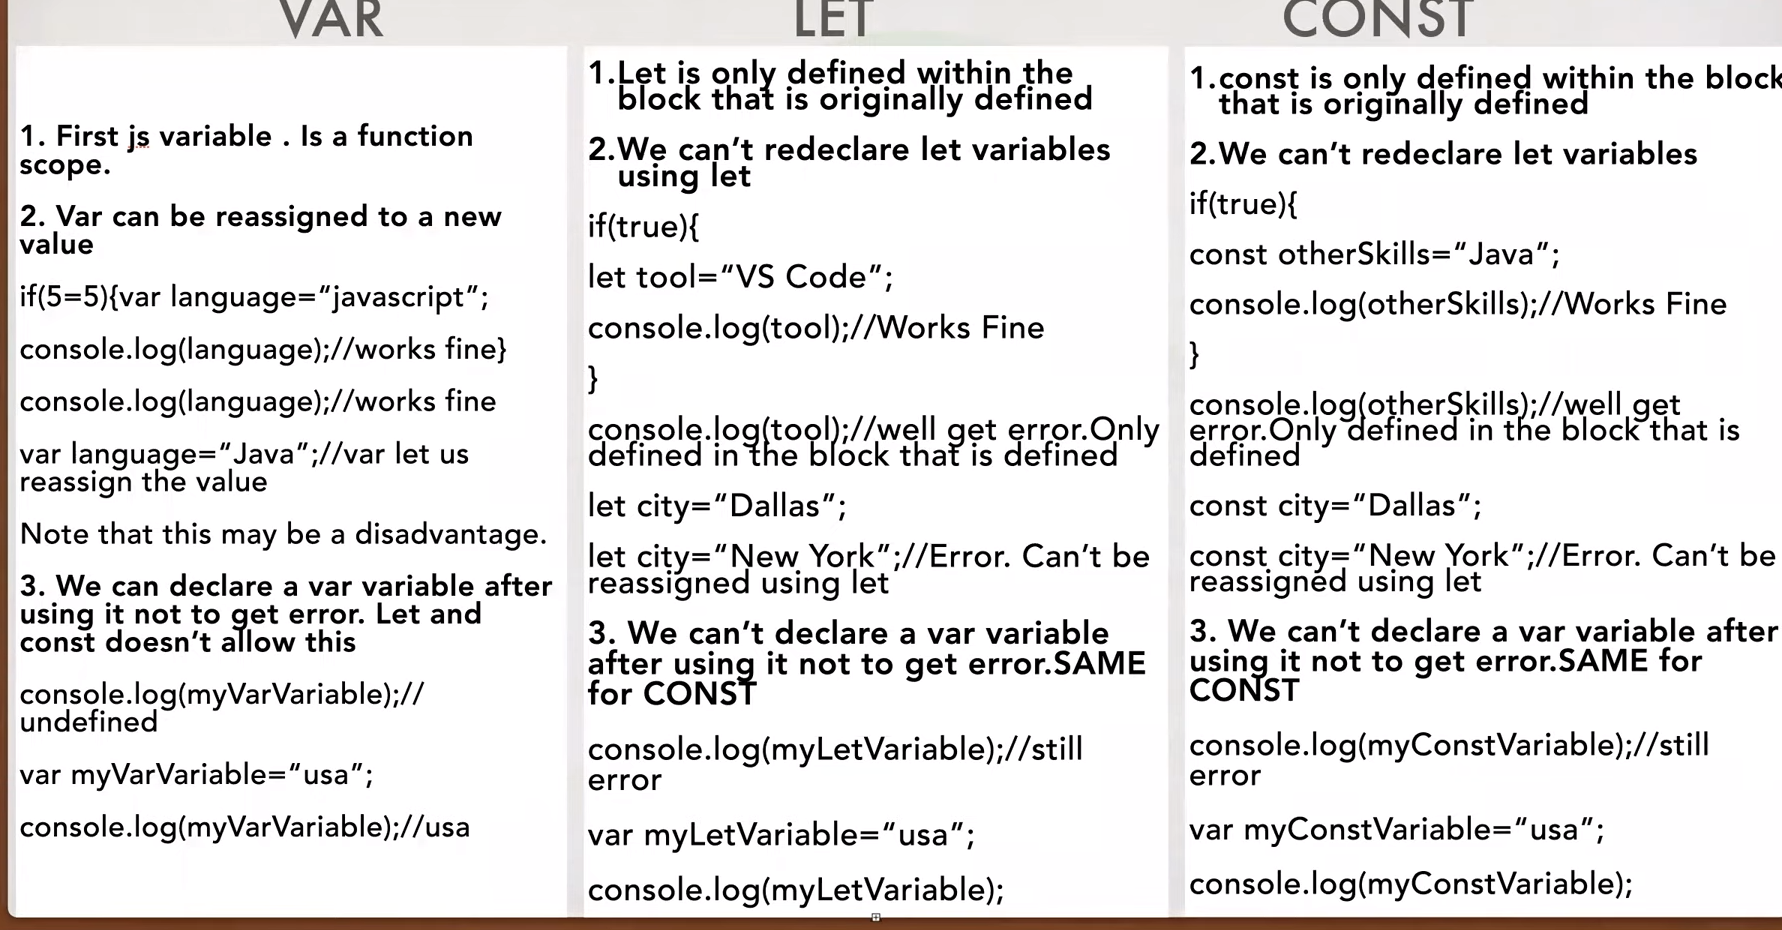 VAR
1. First js variable . Is a function
scope.
2. Var can be reassigned to a new
value
if(5=5){var language=“javascript”;
console.log(language);//works fine}
console.log(language);//works fine
var language=“Java”;//var let us
reassign the value
Note that this may be a disadvantage.
3. We can declare a var variable after
using it not to get error. Let and
const doesn’t allow this
console.log(myVarVariable);//
undefined
var myVarVariable=“usa”;
console.log(myVarVariable);//usa
LET
1.Let is only defined within the
block that is originally defined
2.We can’t redeclare let variables
using let
if(true){
let tool=“VS Code”;
console.log(tool);//Works Fine
}
console.log(tool);//well get error.Only
defined in the block that is defined
let city=“Dallas”;
let city=“New York”;//Error. Can’t be
reassigned using let
3. We can’t declare a var variable
after using it not to get error.SAME
for CONST
console.log(myLetVariable);//still
error
var myLetVariable=“usa”;
console.log(myLetVariable);
CONST
1.const is only defined within the block
that is originally defined
2.We can’t redeclare let variables
if(true){
const otherSkills=“Java”;
console.log(otherSkills);//Works Fine
}
console.log(otherSkills);//well get
error.Only defined in the block that is
defined
const city=“Dallas”;
const city=“New York”;//Error. Can’t be
reassigned using let
3. We can’t declare a var variable after
using it not to get error.SAME for
CONST
console.log(myConstVariable);//still
error
var myConstVariable=“usa”;
console.log(myConstVariable);